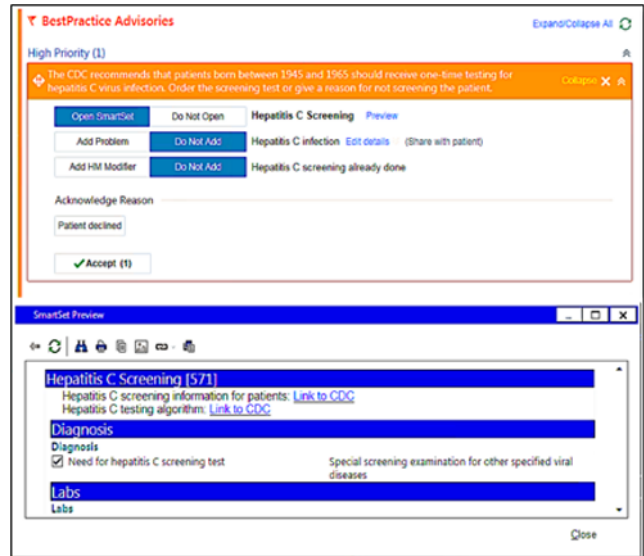 BestPractice Advisories
Expand/Collapse All
High Priority (1)
The CDC recommends that patients born between 1945 and 1965 should receive one-time testing for
hepatitis C virus infection. Order the screening test or give a reason for not screening the patient.
Collapse
Open SmartSet Do Not Open Hepatitis C Screening Preview
Add Problem Do Not Add Hepatitis C infection Edit details (Share with patient)
Add HM Modifier Do Not Add Hepatitis C screening already done
Acknowledge Reason
Patient declined
Accept (1)
SmartSet Preview
Hepatitis C Screening [571]
Hepatitis C screening information for patients: Link to CDC
Hepatitis C testing algorithm: Link to CDC
Diagnosis
Diagnosis
Need for hepatitis C screening test Special screening examination for other specified viral
diseases
Labs
Labs
Close